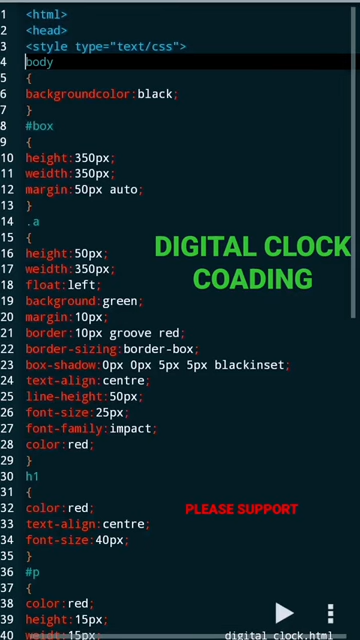 1 <html>
2 <head>
3 <style type="text/css">
4 body
5 {
6 backgroundcolor:black;
7 }
8 #box
9 {
10 height:350px;
11 weidth:350px;
12 margin:50px auto;
13 }
14 .a
15 {
16 height:50px;
17 weidth:350px;
18 float:left;
19 background:green;
20 margin:10px;
21 border:10px groove red;
22 border-sizing:border-box;
23 box-shadow:0px 0px 5px 5px blackinset;
24 text-align:centre;
25 line-height:50px;
26 font-size:25px;
27 font-family:impact;
28 color:red;
29 }
30 h1
31 {
32 color:red;
33 text-align:centre;
34 font-size:40px;
35 }
36 #p
37 {
38 color:red;
39 height:15px;
40 weidt:15px;
DIGITAL CLOCK
COADING
PLEASE SUPPORT
digital clock.html